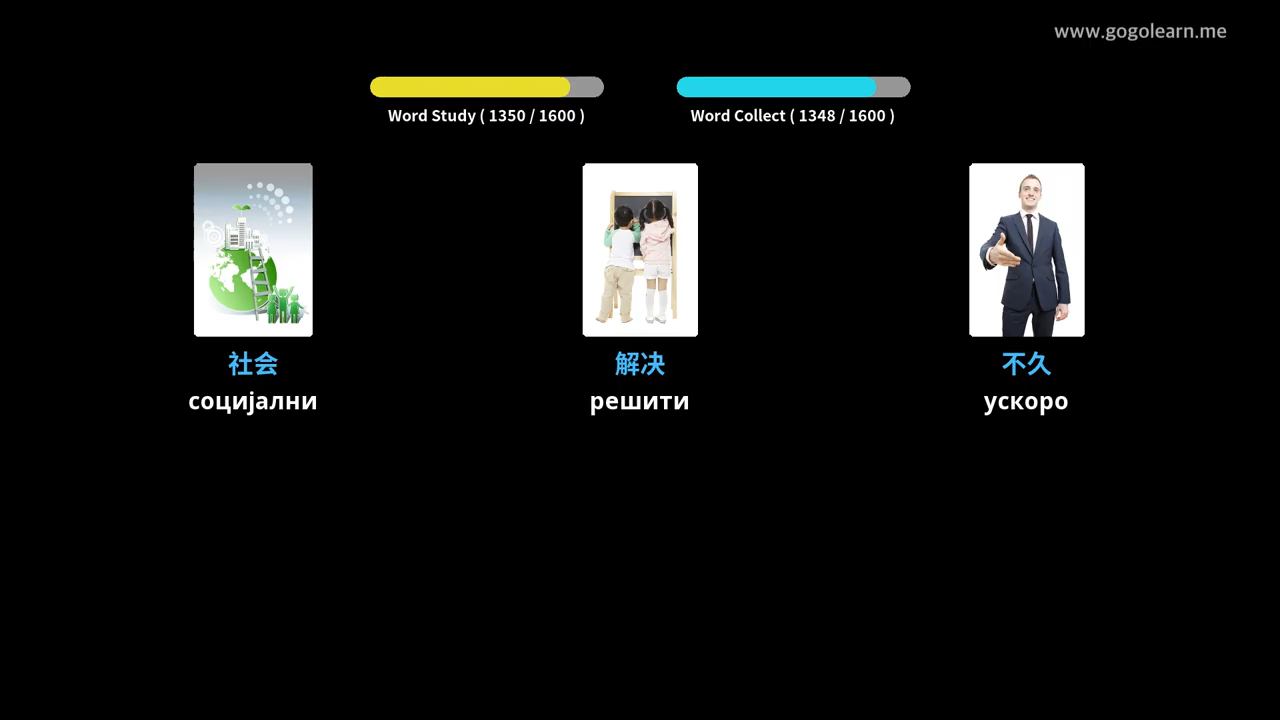 www.gogolearn.me
Word Study ( 1350 / 1600 )
Word Collect ( 1348 / 1600 )
社会
социјални
解决
решити
不久
ускоро